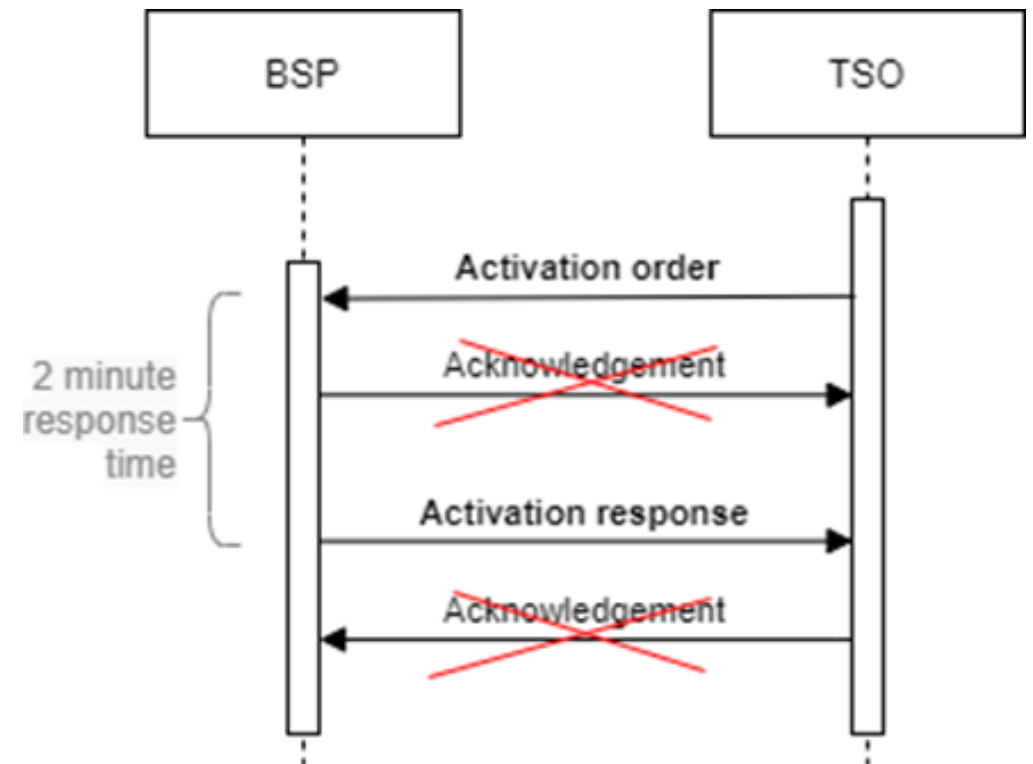 BSP
TSO
Activation order
Acknowledgement
2 minute
response
time
Activation response
Acknowledgement